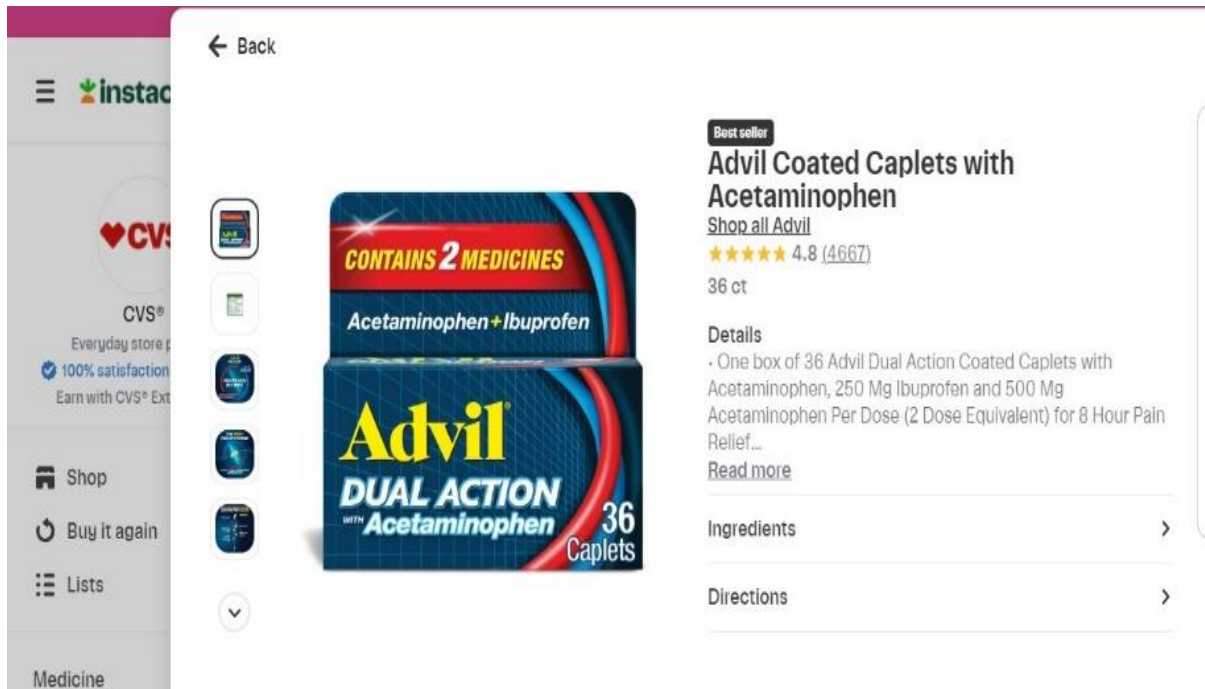 Back
instac
CVS
CVS®
Everyday store p
100% satisfaction
Earn with CVS® Ext
Shop
Buy it again
Lists
Medicine
CONTAINS 2 MEDICINES
Acetaminophen+Ibuprofen
Advil®
DUAL ACTION
WITH Acetaminophen
36
Caplets
Best seller
Advil Coated Caplets with
Acetaminophen
Shop all Advil
4.8 (4667)
36 ct
Details
• One box of 36 Advil Dual Action Coated Caplets with
Acetaminophen, 250 Mg Ibuprofen and 500 Mg
Acetaminophen Per Dose (2 Dose Equivalent) for 8 Hour Pain
Relief...
Read more
Ingredients
Directions